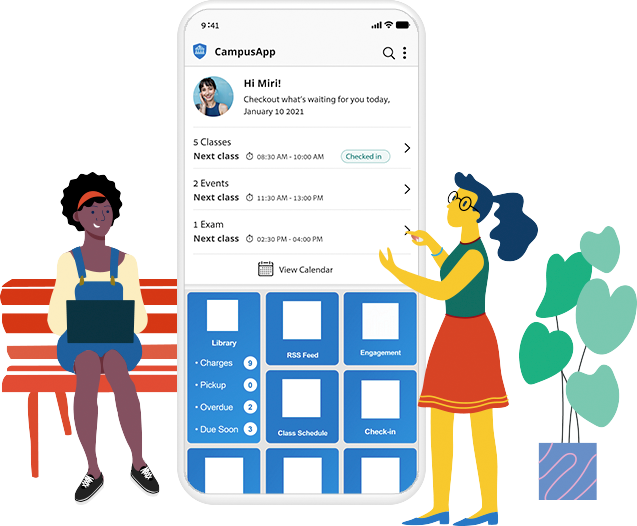 9:41
CampusApp
Hi Miri!
Checkout what's waiting for you today,
January 10 2021
5 Classes
Next class 08:30 AM - 10:00 AM Checked in
2 Events
Next class 11:30 AM - 13:00 PM
1 Exam
Next class 02:30 PM - 04:00 PM
View Calendar
Library
• Charges 9
• Pickup 0
• Overdue 2
• Due Soon 3
RSS Feed
Engagement
Class Schedule
Check-in